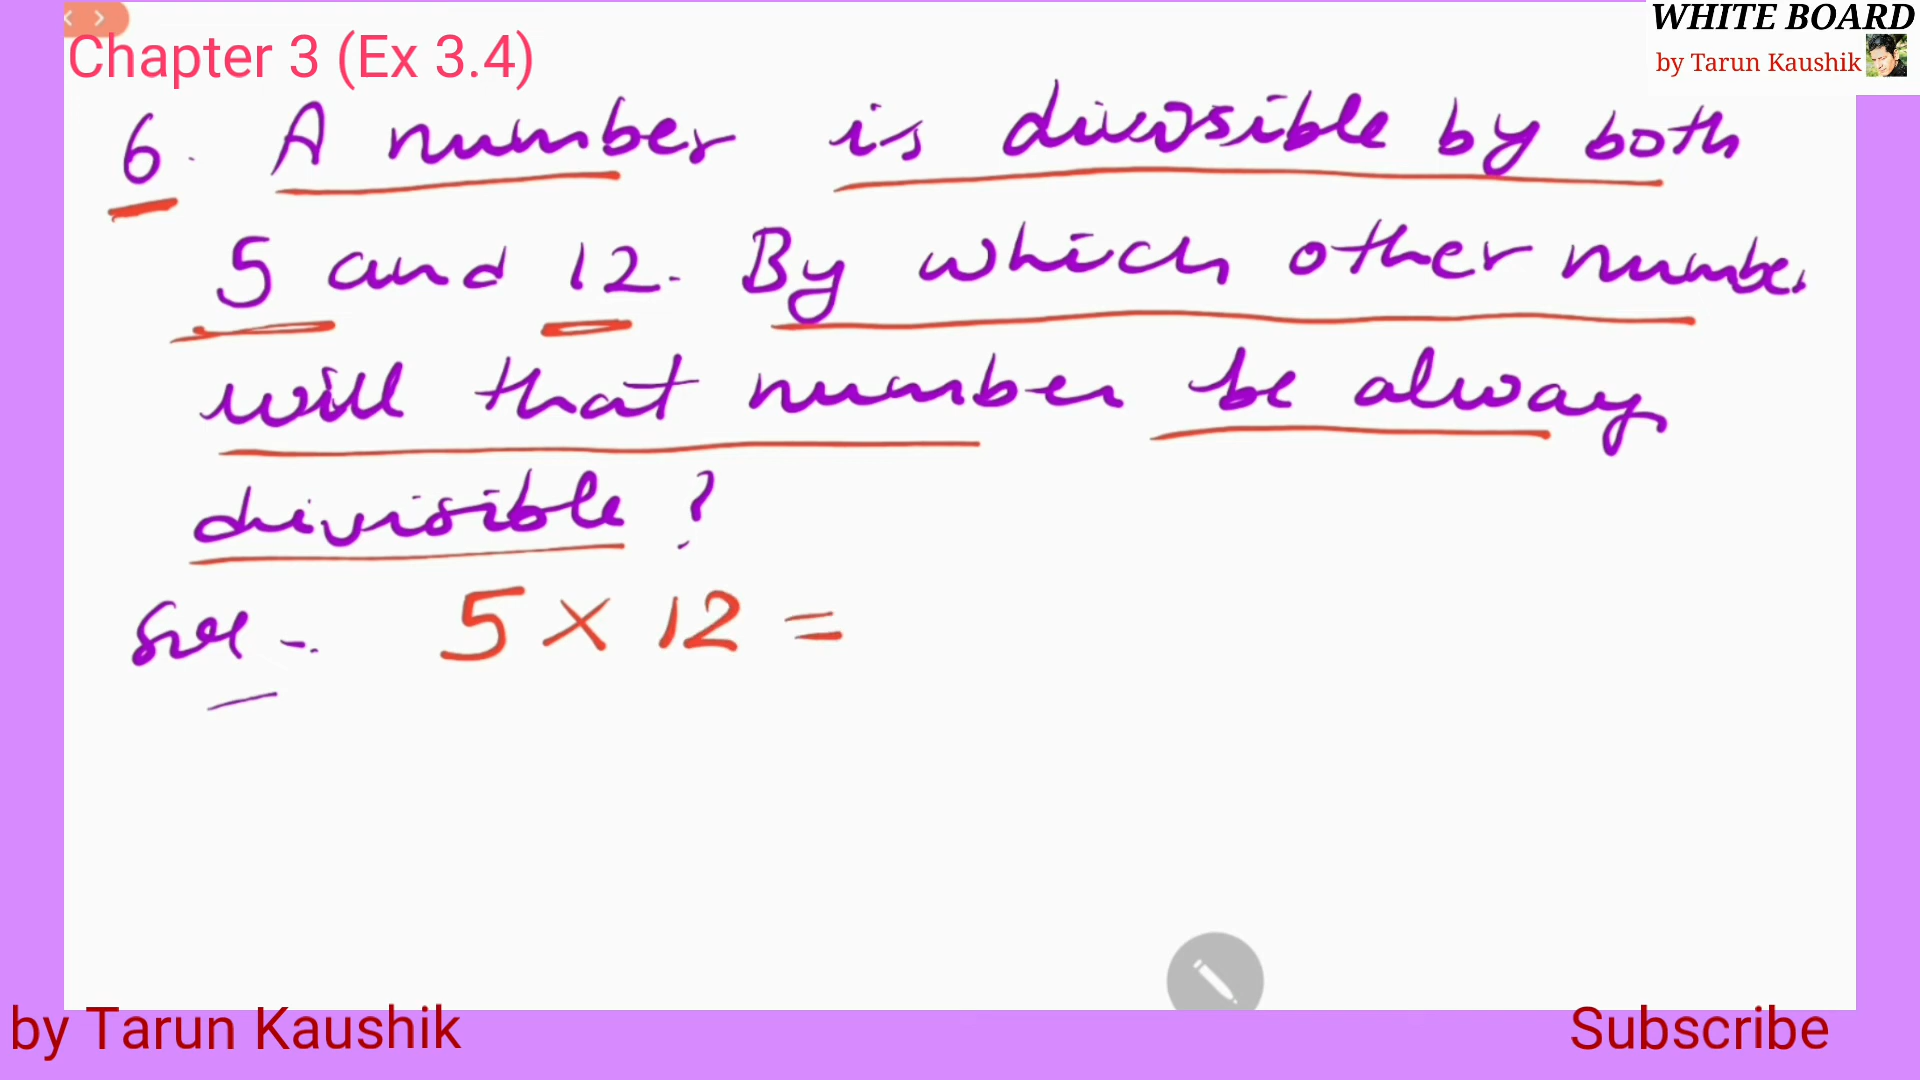 WHITE BOARD
by Tarun Kaushik
Chapter 3 (Ex 3.4)
6. A number is divisible by both
5 and 12. By which other number
will that number be always
divisible ?
Sol -.
5 × 12 =
by Tarun Kaushik
Subscribe